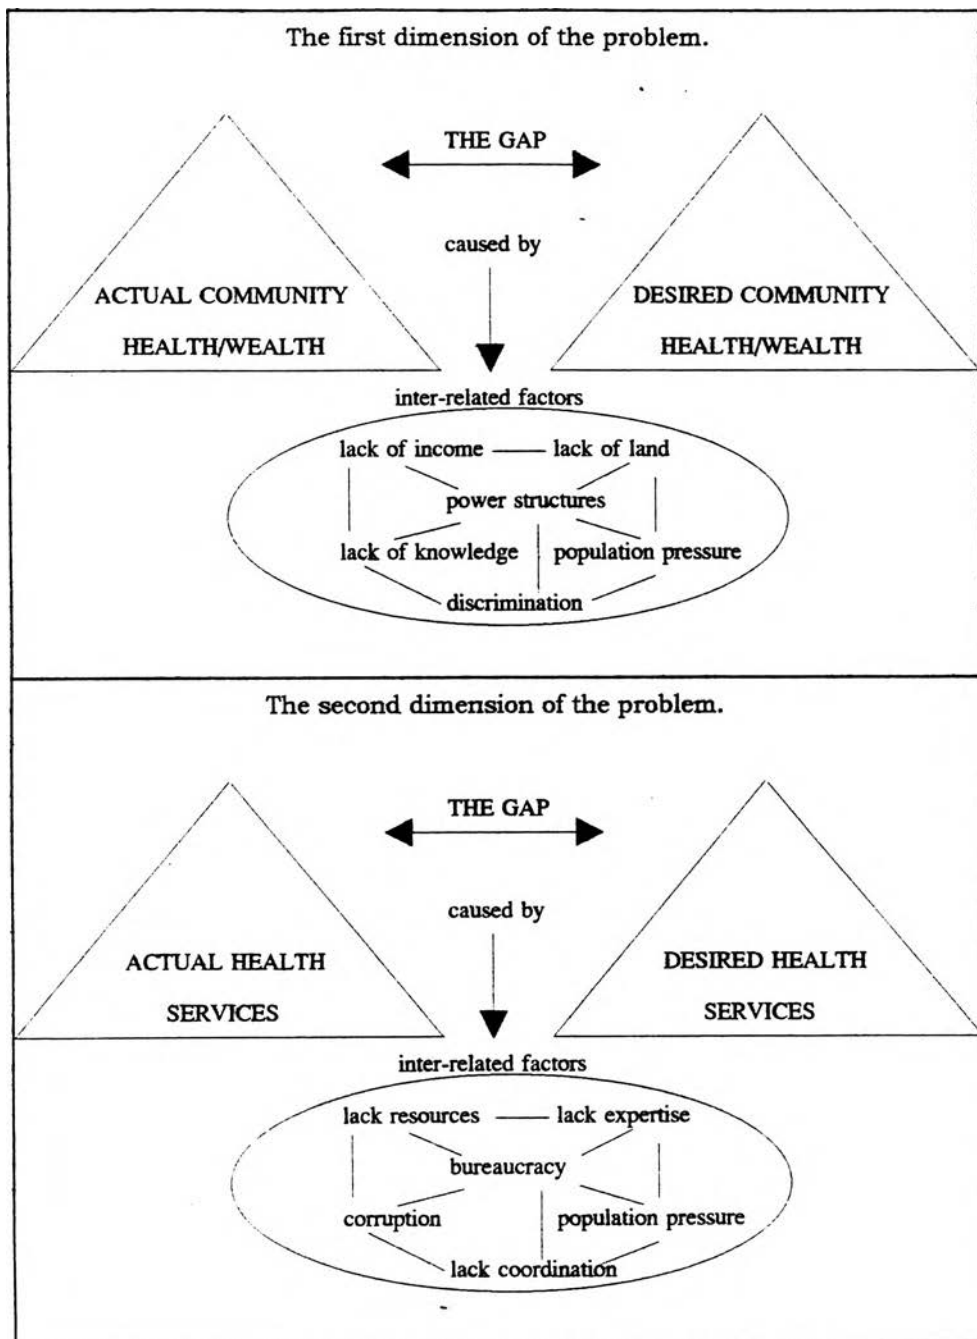 The first dimension of the problem.
THE GAP
caused by
ACTUAL COMMUNITY
HEALTH/WEALTH
DESIRED COMMUNITY
HEALTH/WEALTH
inter-related factors
lack of income
lack of land
power structures
lack of knowledge
population pressure
discrimination
The second dimension of the problem.
THE GAP
caused by
ACTUAL HEALTH
SERVICES
DESIRED HEALTH
SERVICES
inter-related factors
lack resources
lack expertise
bureaucracy
corruption
population pressure
lack coordination